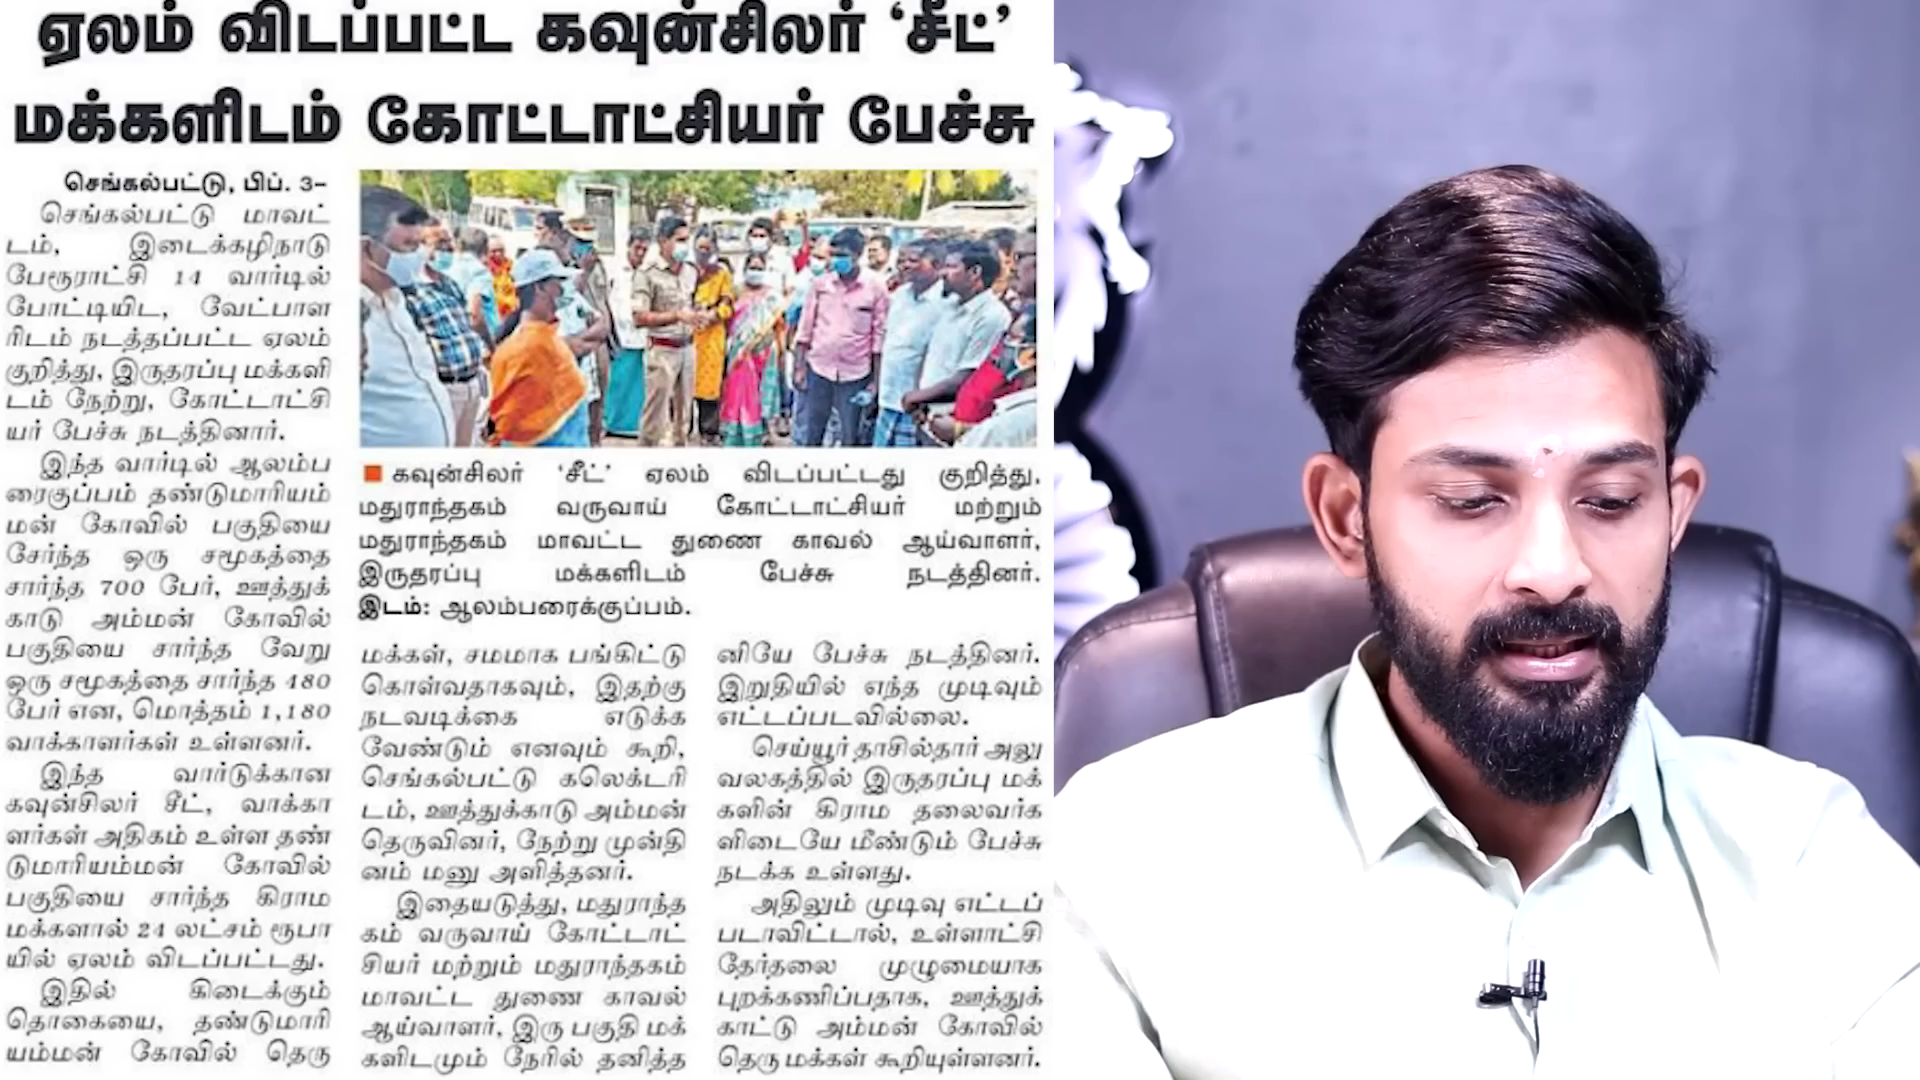 ஏலம் விடப்பட்ட கவுன்சிலர் ‘சீட்’
மக்களிடம் கோட்டாட்சியர் பேச்சு
செங்கல்பட்டு, பிப். 3–
செங்கல்பட்டு மாவட்
டம், இடைக்கழிநாடு
பேரூராட்சி 14 வார்டில்
போட்டியிட, வேட்பாள
ரிடம் நடத்தப்பட்ட ஏலம்
குறித்து, இருதரப்பு மக்களி
டம் நேற்று, கோட்டாட்சி
யர் பேச்சு நடத்தினார்.
இந்த வார்டில் ஆலம்ப
ரைகுப்பம் தண்டுமாரியம்
மன் கோவில் பகுதியை
சேர்ந்த ஒரு சமூகத்தை
சார்ந்த 700 பேர், ஊத்துக்
காடு அம்மன் கோவில்
பகுதியை சார்ந்த வேறு
ஒரு சமூகத்தை சார்ந்த 480
பேர் என, மொத்தம் 1,180
வாக்காளர்கள் உள்ளனர்.
இந்த வார்டுக்கான
கவுன்சிலர் சீட், வாக்கா
ளர்கள் அதிகம் உள்ள தண்
டுமாரியம்மன் கோவில்
பகுதியை சார்ந்த கிராம
மக்களால் 24 லட்சம் ரூபா
யில் ஏலம் விடப்பட்டது.
இதில் கிடைக்கும்
தொகையை, தண்டுமாரி
யம்மன் கோவில் தெரு
■ கவுன்சிலர் ‘சீட்’ ஏலம் விடப்பட்டது குறித்து,
மதுராந்தகம் வருவாய் கோட்டாட்சியர் மற்றும்
மதுராந்தகம் மாவட்ட துணை காவல் ஆய்வாளர்,
இருதரப்பு மக்களிடம் பேச்சு நடத்தினர்.
இடம்: ஆலம்பரைக்குப்பம்.
மக்கள், சமமாக பங்கிட்டு
கொள்வதாகவும், இதற்கு
நடவடிக்கை எடுக்க
வேண்டும் எனவும் கூறி,
செங்கல்பட்டு கலெக்டரி
டம், ஊத்துக்காடு அம்மன்
தெருவினர், நேற்று முன்தி
னம் மனு அளித்தனர்.
இதையடுத்து, மதுராந்த
கம் வருவாய் கோட்டாட்
சியர் மற்றும் மதுராந்தகம்
மாவட்ட துணை காவல்
ஆய்வாளர், இரு பகுதி மக்
களிடமும் நேரில் தனித்த
னியே பேச்சு நடத்தினர்.
இறுதியில் எந்த முடிவும்
எட்டப்படவில்லை.
செய்யூர் தாசில்தார் அலு
வலகத்தில் இருதரப்பு மக்
களின் கிராம தலைவர்க
ளிடையே மீண்டும் பேச்சு
நடக்க உள்ளது.
அதிலும் முடிவு எட்டப்
படாவிட்டால், உள்ளாட்சி
தேர்தலை முழுமையாக
புறக்கணிப்பதாக, ஊத்துக்
காட்டு அம்மன் கோவில்
தெரு மக்கள் கூறியுள்ளனர்.